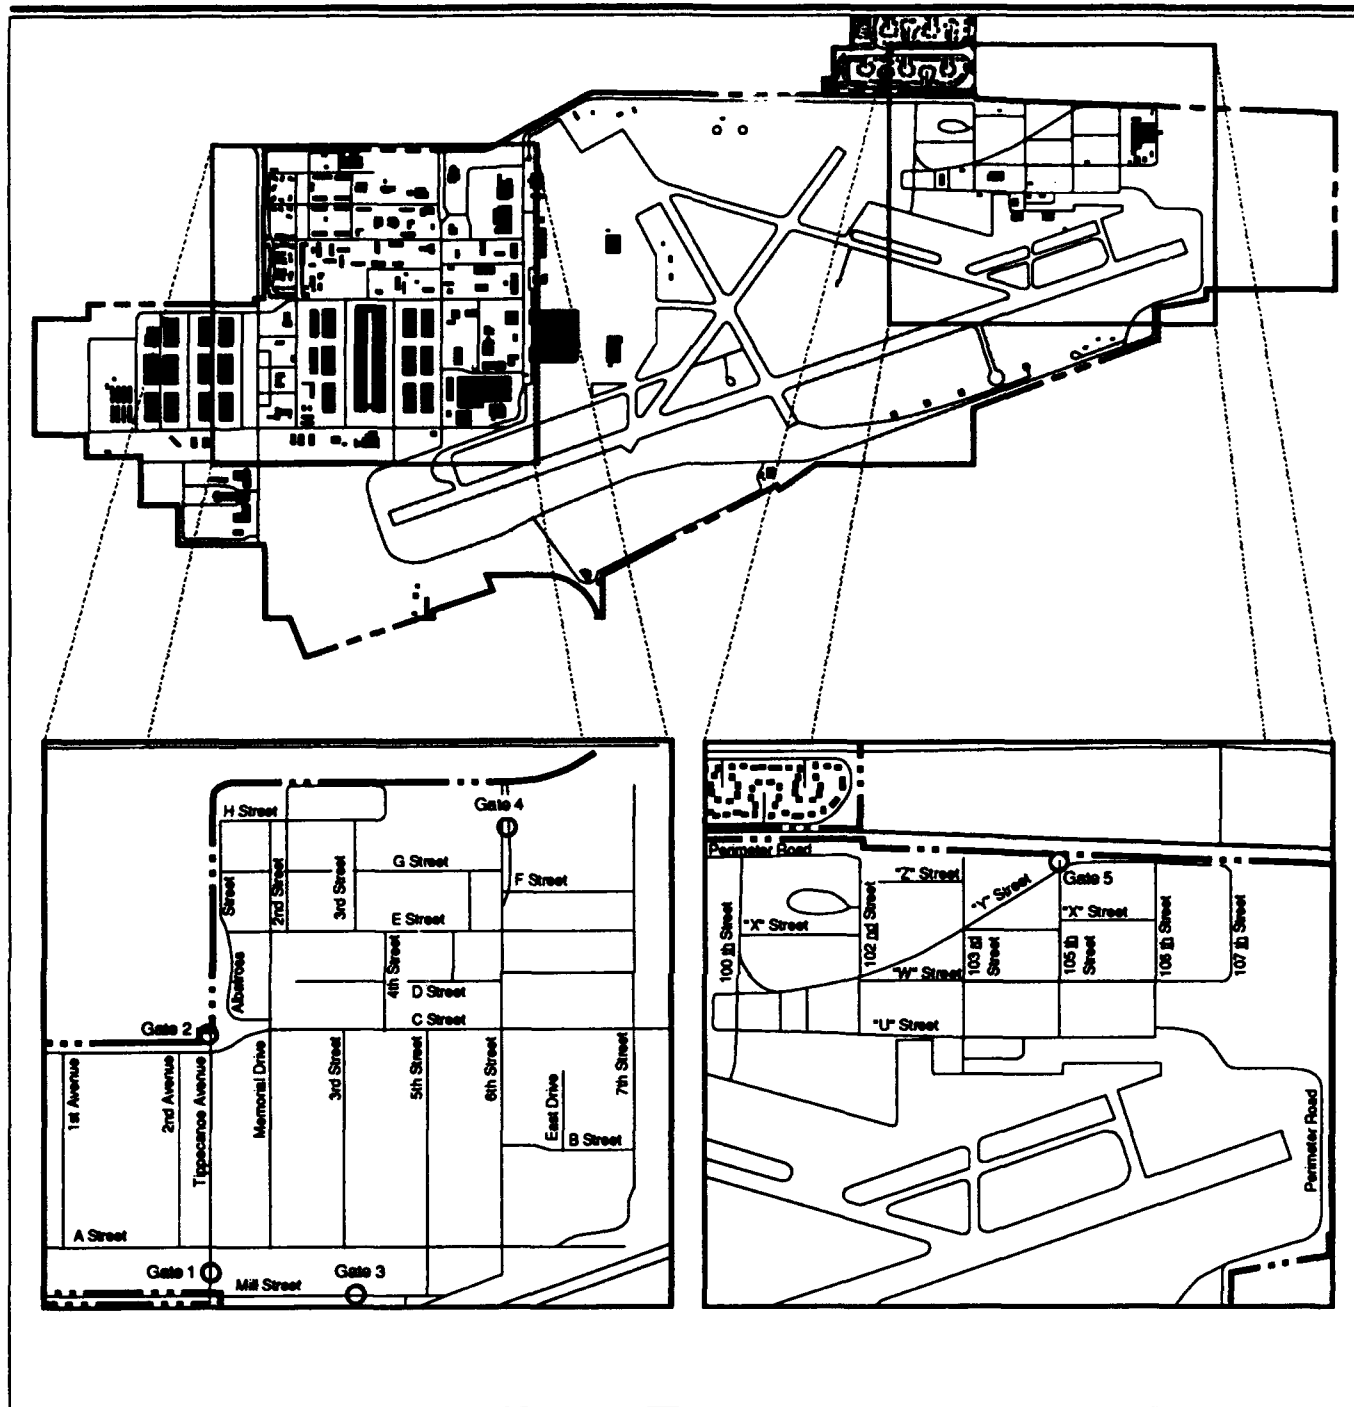 H Street
Gate 4
G Street
F Street
Street
2nd Street
3rd Street
E Street
Albatross
4th Street
D Street
C Street
Gate 2
1st Avenue
2nd Avenue
Tippecanoe Avenue
Memorial Drive
3rd Street
5th Street
6th Street
7th Street
East Drive
B Street
A Street
Gate 1
Mill Street
Gate 3
Perimeter Road
"Z" Street
"Y" Street
Gate 5
"X" Street
"X" Street
100 th Street
102 nd Street
103 rd
Street
105 th
Street
106 th Street
107 th Street
"W" Street
"U" Street
Perimeter Road